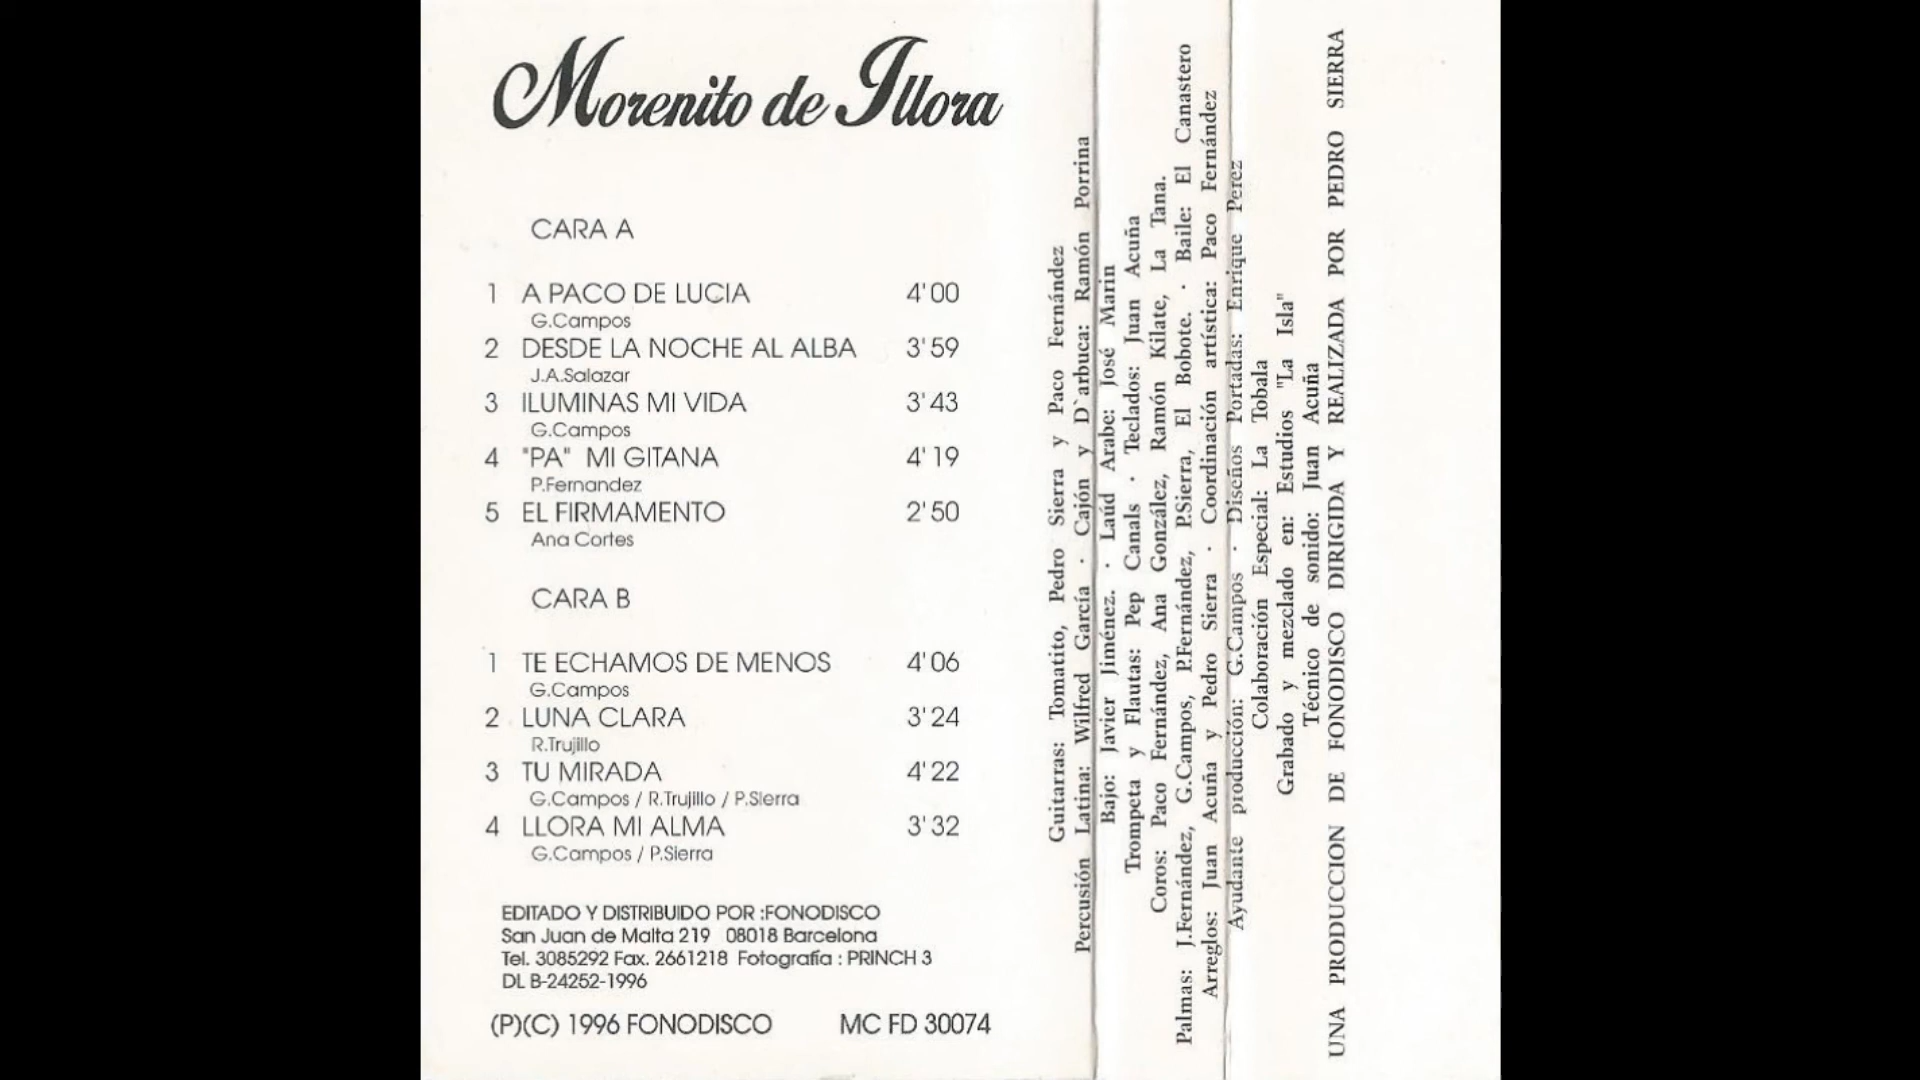 Morenito de Illora
CARA A
1 A PACO DE LUCIA 4'00
G.Campos
2 DESDE LA NOCHE AL ALBA 3'59
J.A.Salazar
3 ILUMINAS MI VIDA 3'43
G.Campos
4 "PA" MI GITANA 4'19
P.Fernandez
5 EL FIRMAMENTO 2'50
Ana Cortes
CARA B
1 TE ECHAMOS DE MENOS 4'06
G.Campos
2 LUNA CLARA 3'24
R.Trujillo
3 TU MIRADA 4'22
G.Campos / R.Trujillo / P.Sierra
4 LLORA MI ALMA 3'32
G.Campos / P.Sierra
EDITADO Y DISTRIBUIDO POR :FONODISCO
San Juan de Malta 219 08018 Barcelona
Tel. 3085292 Fax. 2661218 Fotografía : PRINCH 3
DL B-24252-1996
(P)(C) 1996 FONODISCO MC FD 30074
Guitarras: Tomatito, Pedro Sierra y Paco Fernández
Percusión Latina: Wilfred García · Cajón y D`arbuca: Ramón Porrina
Bajo: Javier Jiménez. · Laúd Arabe: José Marin
Trompeta y Flautas: Pep Canals · Teclados: Juan Acuña
Coros: Paco Fernández, Ana González, Ramón Kilate, La Tana.
Palmas: J.Fernández, G.Campos, P.Fernández, P.Sierra, El Bobote. · Baile: El Canastero
Arreglos: Juan Acuña y Pedro Sierra · Coordinación artística: Paco Fernández
Ayudante producción: G.Campos · Diseños Portadas: Enrique Perez
Colaboración Especial: La Tobala
Grabado y mezclado en: Estudios "La Isla"
Técnico de sonido: Juan Acuña
UNA PRODUCCION DE FONODISCO DIRIGIDA Y REALIZADA POR PEDRO SIERRA